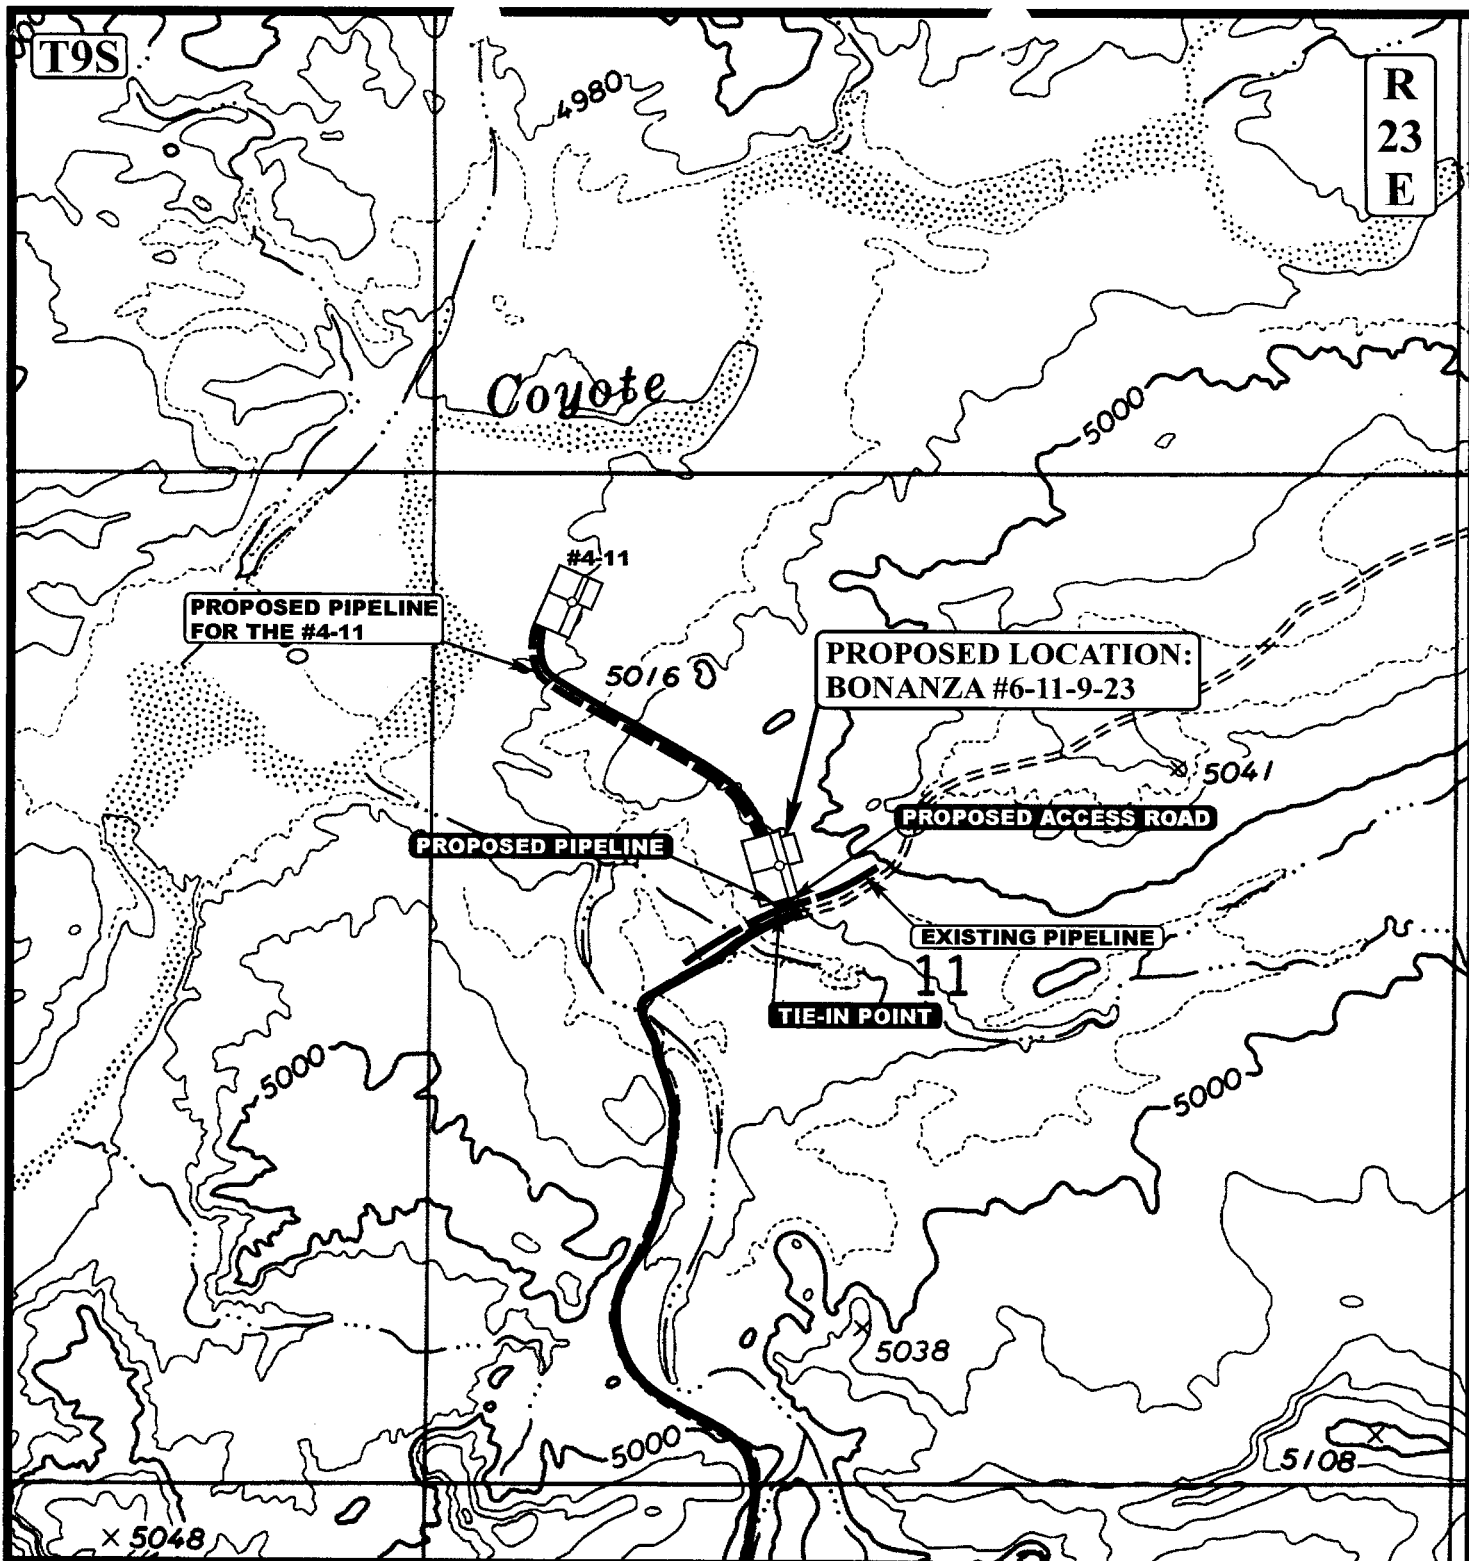 T9S
R
23
E
4980
Coyote
5000
#4-11
PROPOSED PIPELINE
FOR THE #4-11
5016
PROPOSED LOCATION:
BONANZA #6-11-9-23
5041
PROPOSED ACCESS ROAD
PROPOSED PIPELINE
EXISTING PIPELINE
11
TIE-IN POINT
5000
5000
5038
5000
5108
5048